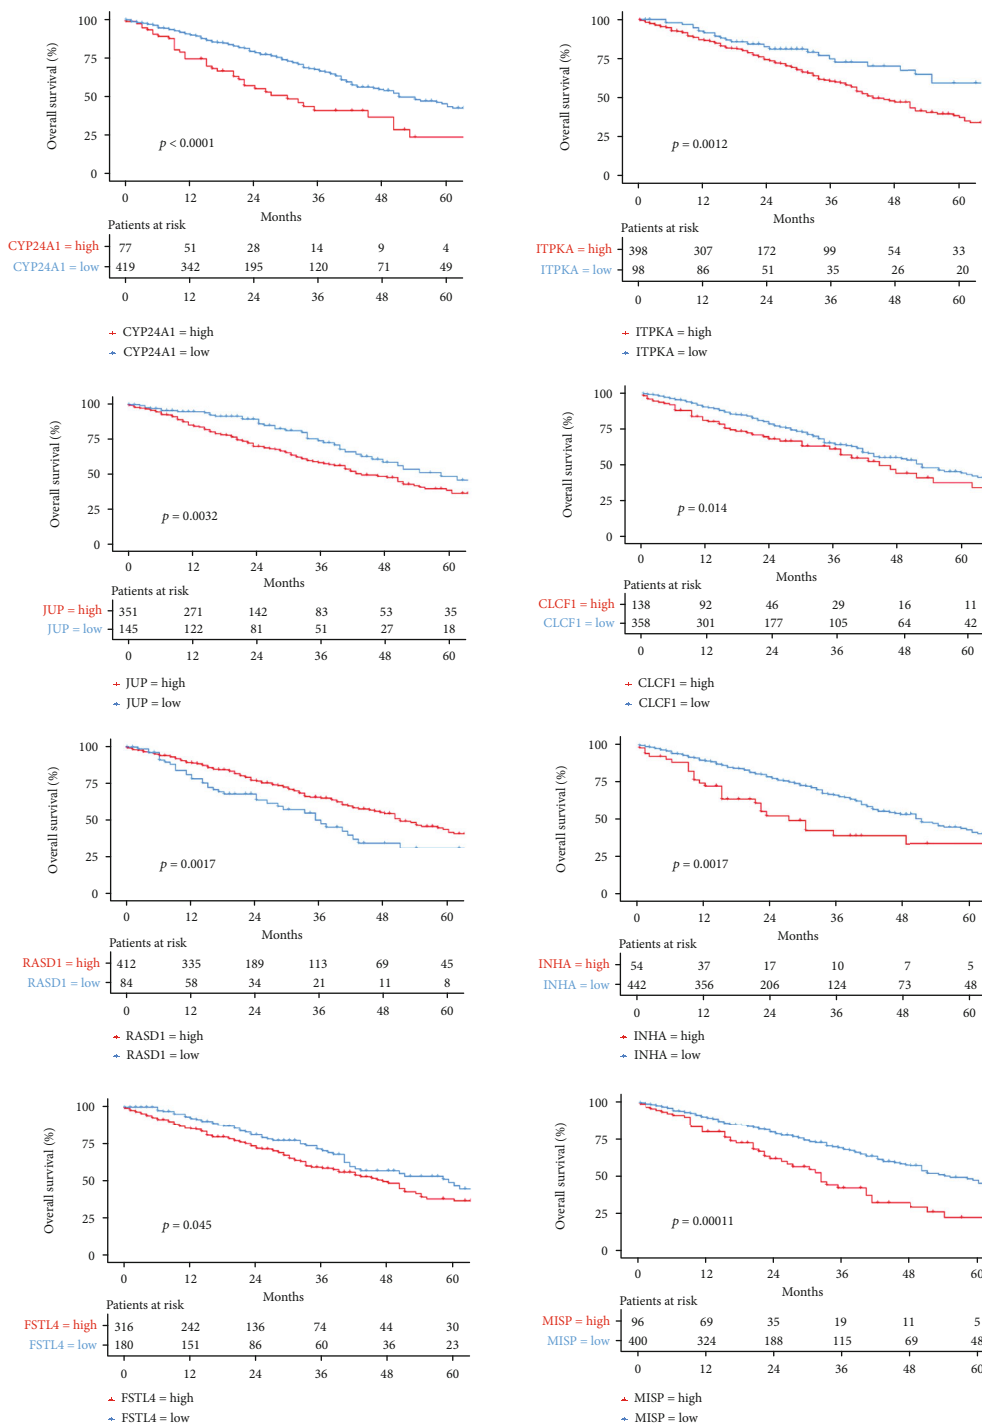 100
75
50
25
0
Overall survival (%)
p < 0.0001
0 12 24 36 48 60
Months
Patients at risk
CYP24A1 = high 77 51 28 14 9 4
CYP24A1 = low 419 342 195 120 71 49
0 12 24 36 48 60
CYP24A1 = high
CYP24A1 = low
100
75
50
25
0
Overall survival (%)
p = 0.0012
0 12 24 36 48 60
Months
Patients at risk
ITPKA = high 398 307 172 99 54 33
ITPKA = low 98 86 51 35 26 20
0 12 24 36 48 60
ITPKA = high
ITPKA = low
100
75
50
25
0
Overall survival (%)
p = 0.0032
0 12 24 36 48 60
Months
Patients at risk
JUP = high 351 271 142 83 53 35
JUP = low 145 122 81 51 27 18
0 12 24 36 48 60
JUP = high
JUP = low
100
75
50
25
0
Overall survival (%)
p = 0.014
0 12 24 36 48 60
Months
Patients at risk
CLCF1 = high 138 92 46 29 16 11
CLCF1 = low 358 301 177 105 64 42
0 12 24 36 48 60
CLCF1 = high
CLCF1 = low
100
75
50
25
0
Overall survival (%)
p = 0.0017
0 12 24 36 48 60
Months
Patients at risk
RASD1 = high 412 335 189 113 69 45
RASD1 = low 84 58 34 21 11 8
0 12 24 36 48 60
RASD1 = high
RASD1 = low
100
75
50
25
0
Overall survival (%)
p = 0.0017
0 12 24 36 48 60
Months
Patients at risk
INHA = high 54 37 17 10 7 5
INHA = low 442 356 206 124 73 48
0 12 24 36 48 60
INHA = high
INHA = low
100
75
50
25
0
Overall survival (%)
p = 0.045
0 12 24 36 48 60
Months
Patients at risk
FSTL4 = high 316 242 136 74 44 30
FSTL4 = low 180 151 86 60 36 23
0 12 24 36 48 60
FSTL4 = high
FSTL4 = low
100
75
50
25
0
Overall survival (%)
p = 0.00011
0 12 24 36 48 60
Months
Patients at risk
MISP = high 96 69 35 19 11 5
MISP = low 400 324 188 115 69 48
0 12 24 36 48 60
MISP = high
MISP = low